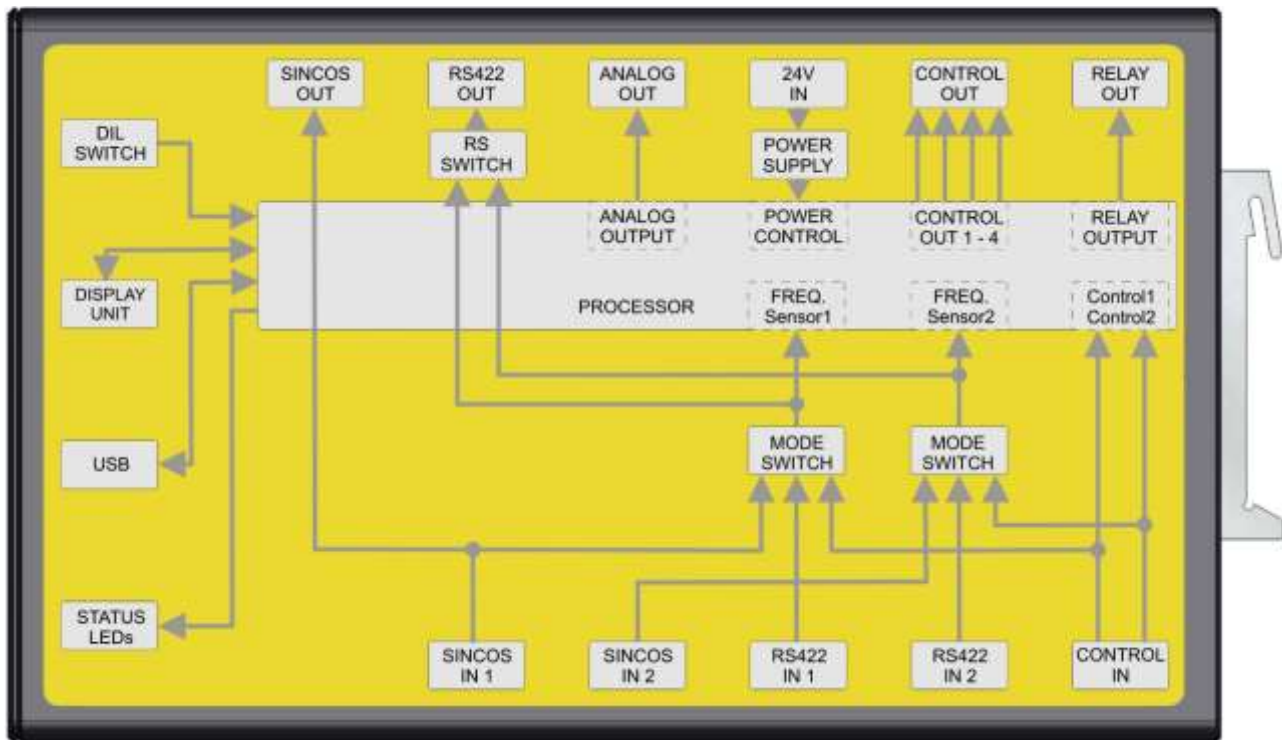 SINCOS
OUT
RS422
OUT
ANALOG
OUT
24V
IN
CONTROL
OUT
RELAY
OUT
DIL
SWITCH
RS
SWITCH
POWER
SUPPLY
ANALOG
OUTPUT
POWER
CONTROL
CONTROL
OUT 1 - 4
RELAY
OUTPUT
DISPLAY
UNIT
PROCESSOR
FREQ.
Sensor1
FREQ.
Sensor2
Control1
Control2
USB
MODE
SWITCH
MODE
SWITCH
STATUS
LEDs
SINCOS
IN 1
SINCOS
IN 2
RS422
IN 1
RS422
IN 2
CONTROL
IN